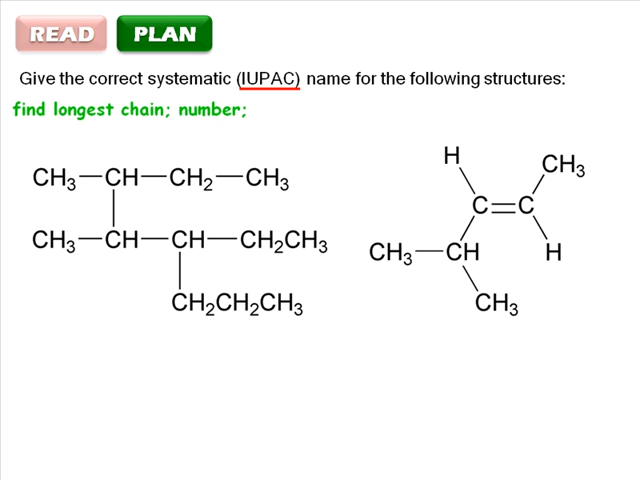 READ PLAN
Give the correct systematic (IUPAC) name for the following structures:
find longest chain; number;
CH₃—CH—CH₂—CH₃
CH₃—CH—CH—CH₂CH₃
CH₂CH₂CH₃
H CH₃
C=C
CH₃—CH H
CH₃